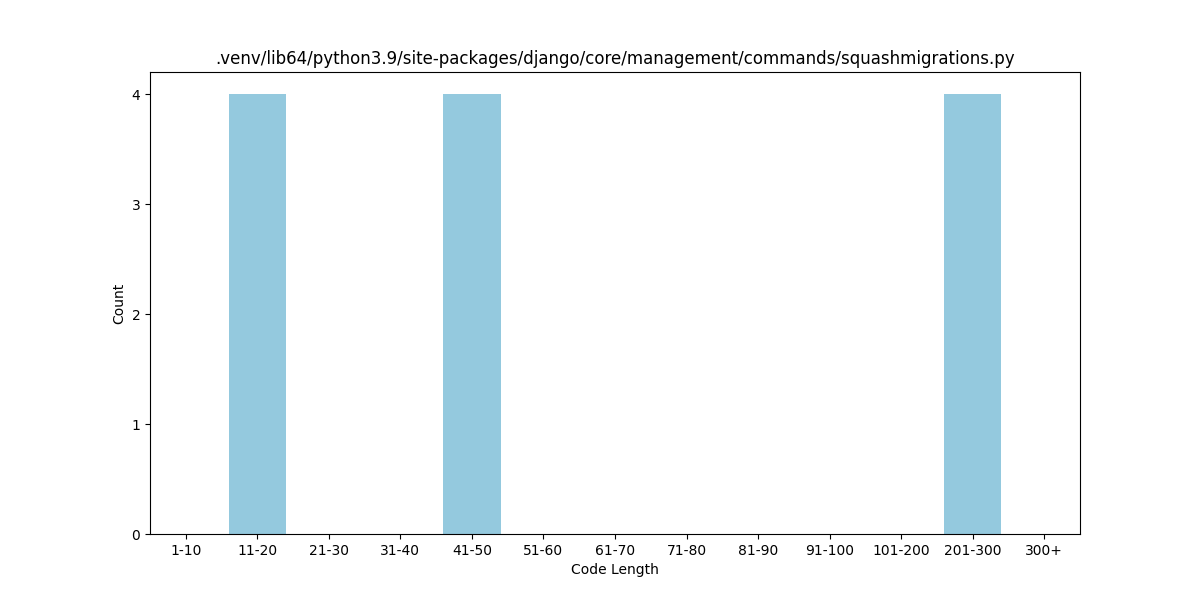 .venv/lib64/python3.9/site-packages/django/core/management/commands/squashmigrations.py
4
3
2
1
0
Count
1-10 11-20 21-30 31-40 41-50 51-60 61-70 71-80 81-90 91-100 101-200 201-300 300+
Code Length